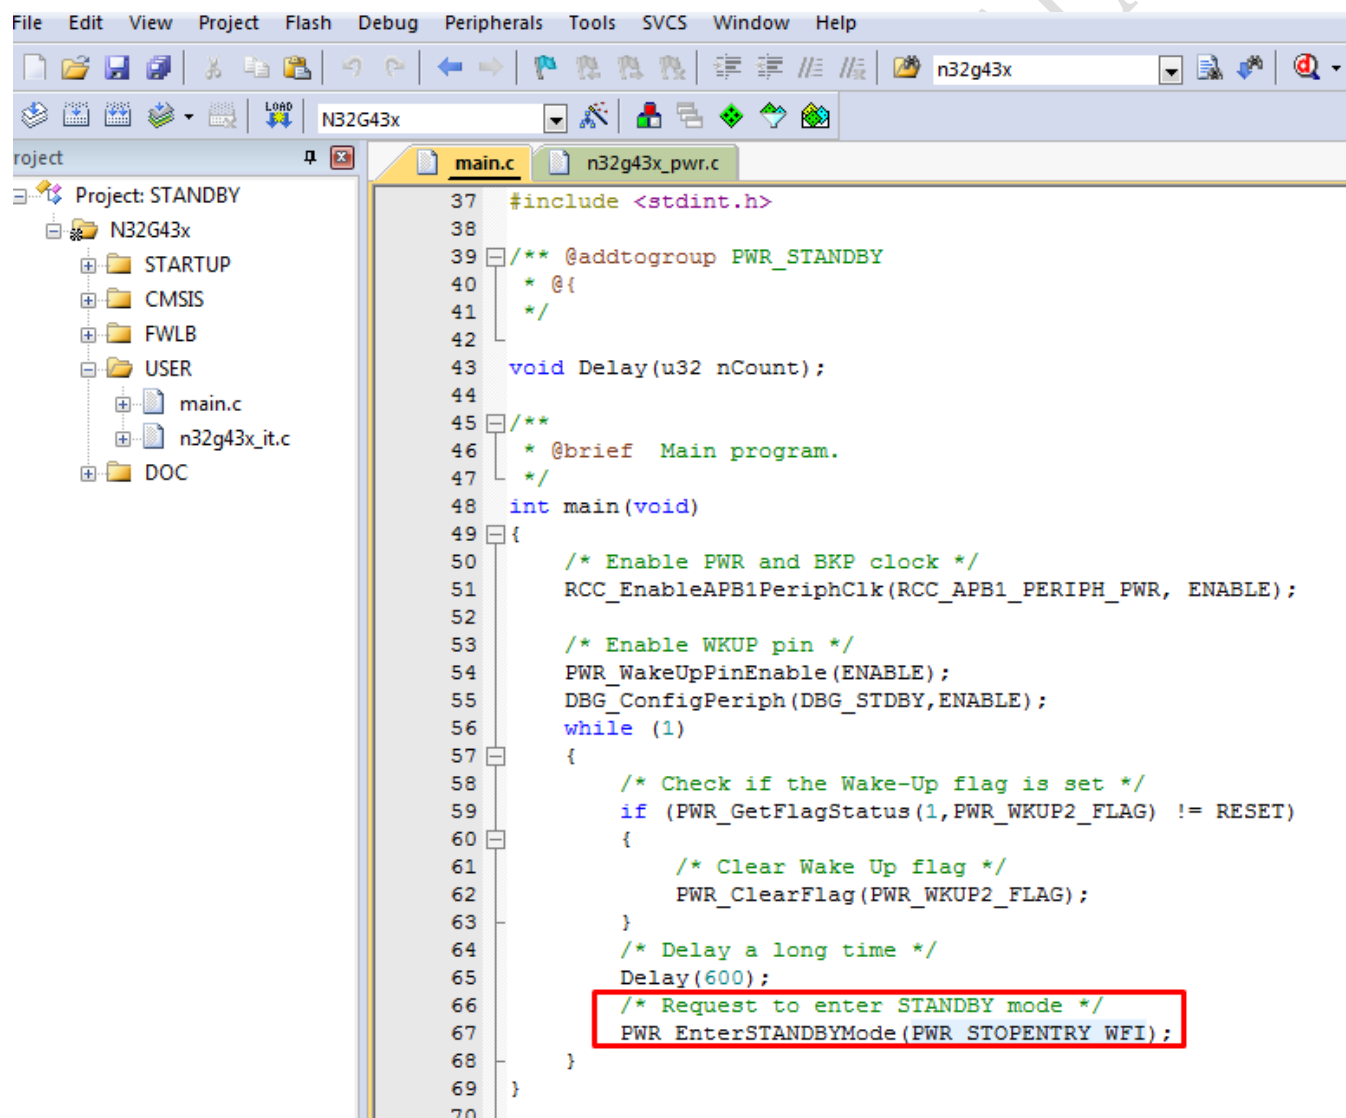 File Edit View Project Flash Debug Peripherals Tools SVCS Window Help
n32g43x
LOAD N32G43x
roject
main.c n32g43x_pwr.c
Project: STANDBY
N32G43x
STARTUP
CMSIS
FWLB
USER
main.c
n32g43x_it.c
DOC
37 #include <stdint.h>
38
39 /** @addtogroup PWR_STANDBY
40 * @{
41 */
42
43 void Delay(u32 nCount);
44
45 /**
46 * @brief Main program.
47 */
48 int main(void)
49 {
50 /* Enable PWR and BKP clock */
51 RCC_EnableAPB1PeriphClk(RCC_APB1_PERIPH_PWR, ENABLE);
52
53 /* Enable WKUP pin */
54 PWR_WakeUpPinEnable(ENABLE);
55 DBG_ConfigPeriph(DBG_STDBY,ENABLE);
56 while (1)
57 {
58 /* Check if the Wake-Up flag is set */
59 if (PWR_GetFlagStatus(1,PWR_WKUP2_FLAG) != RESET)
60 {
61 /* Clear Wake Up flag */
62 PWR_ClearFlag(PWR_WKUP2_FLAG);
63 }
64 /* Delay a long time */
65 Delay(600);
66 /* Request to enter STANDBY mode */
67 PWR_EnterSTANDBYMode(PWR_STOPENTRY_WFI);
68 }
69 }
70